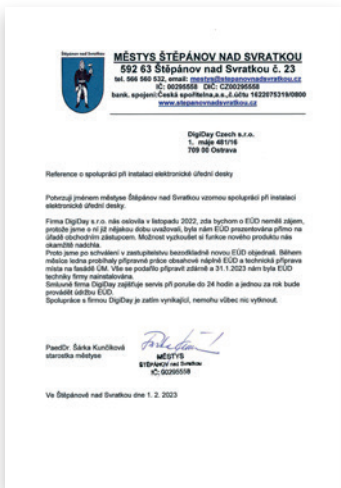 Štěpánov nad Svratkou
MĚSTYS ŠTĚPÁNOV NAD SVRATKOU
592 63 Štěpánov nad Svratkou č. 23
tel. 566 560 532, email: mestys@stepanovnadsvratkou.cz
IČ: 00295558 DIČ: CZ00295558
bank. spojení:Česká spořitelna,a.s.,č.účtu 1622075319/0800
www.stepanovnadsvratkou.cz
DigiDay Czech s.r.o.
1. máje 481/16
709 00 Ostrava
Reference o spolupráci při instalaci elektronické úřední desky
Potvrzuji jménem městyse Štěpánov nad Svratkou vzornou spolupráci při instalaci
elektronické úřední desky.
Firma DigiDay s.r.o. nás oslovila v listopadu 2022, zda bychom o EÚD neměli zájem,
protože jsme o ní již nějakou dobu uvažovali, byla nám EÚD prezentována přímo na
úřadě obchodním zástupcem. Možnost vyzkoušet si funkce nového produktu nás
okamžitě nadchla.
Proto jsme po schválení v zastupitelstvu bezodkladně novou EÚD objednali. Během
měsíce ledna probíhaly přípravné práce obsahové náplně EÚD a technická příprava
místa na fasádě ÚM. Vše se podařilo připravit zdárně a 31.1.2023 nám byla EÚD
techniky firmy nainstalována.
Smluvně firma DigiDay zajišťuje servis při poruše do 24 hodin a jednou za rok bude
provádět údržbu EÚD.
Spolupráce s firmou DigiDay je zatím vynikající, nemohu vůbec nic vytknout.
PaedDr. Šárka Kunčíková
starostka městyse
MĚSTYS
ŠTĚPÁNOV nad Svratkou
IČ: 00295558
Ve Štěpánově nad Svratkou dne 1. 2. 2023